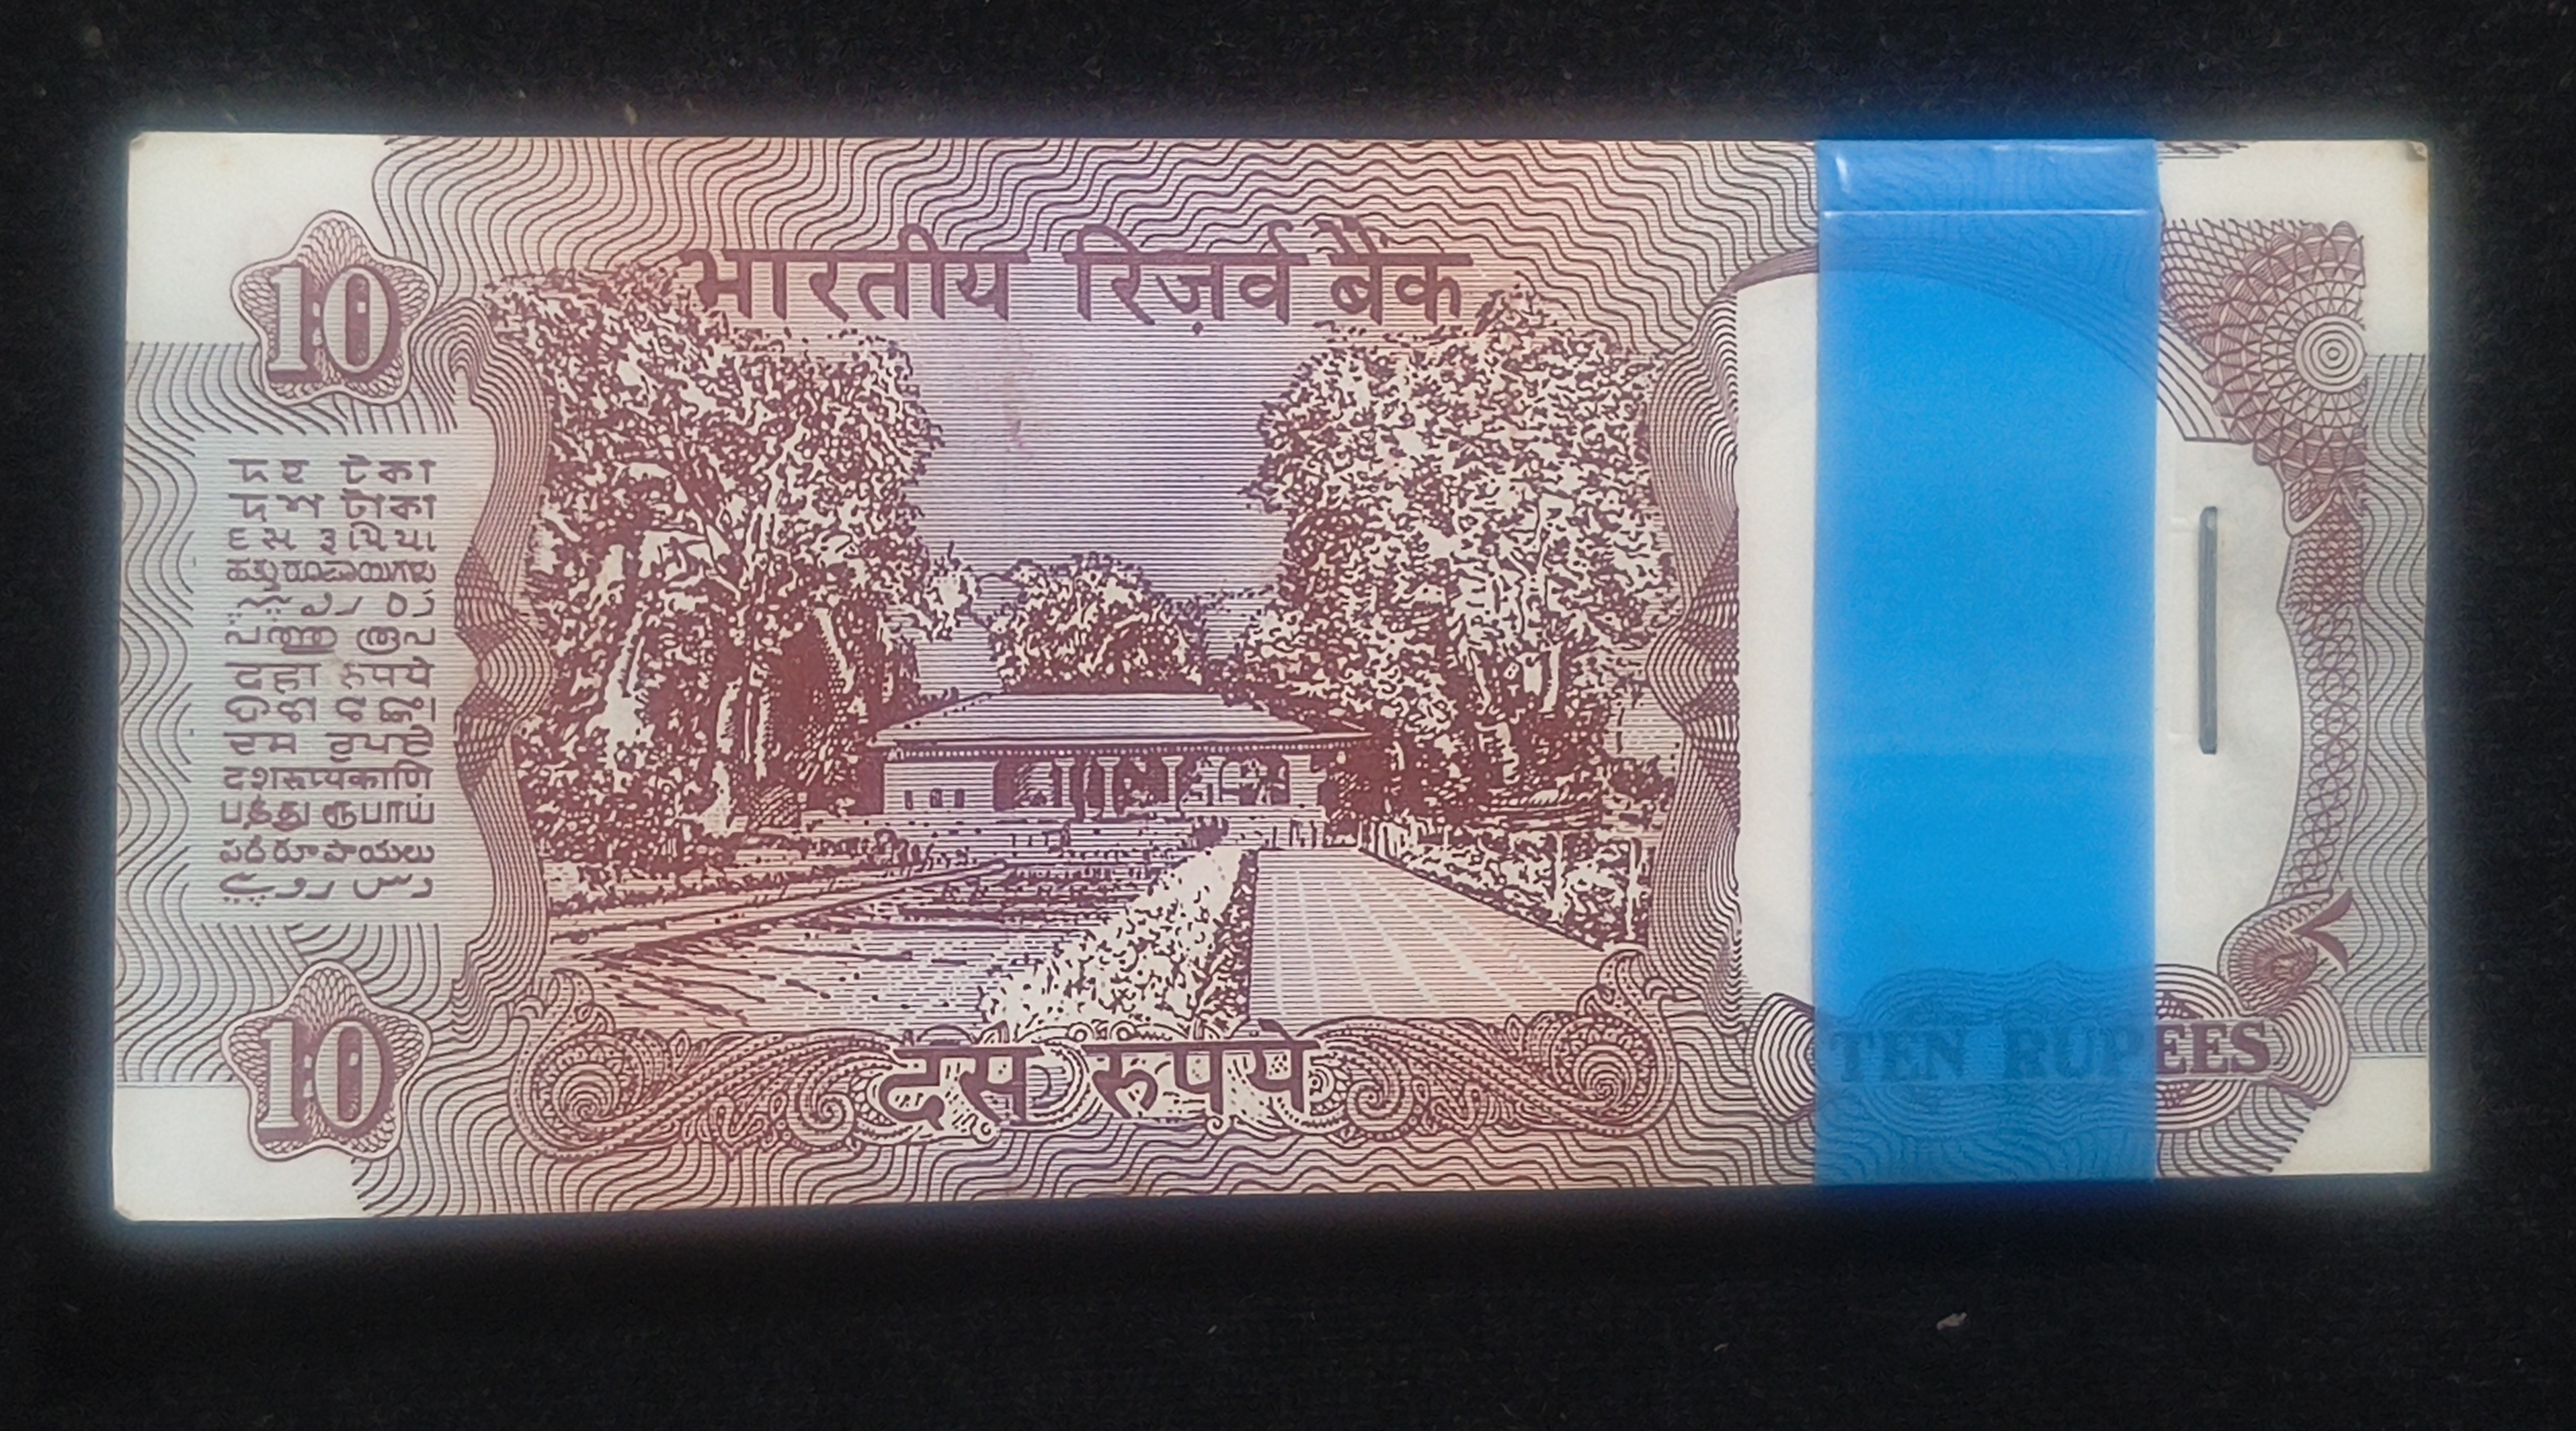 भारतीय रिज़र्व बैंक
10
দহ টকা
দশ টাকা
દસ રૂપિયા
ಹತ್ತು ರೂಪಾಯಿಗಳು
പത്തു രൂപ
दहा रुपये
ଦଶ ଟଙ୍କା
ਦਸ ਰੁਪਏ
दशरूप्यकाणि
பத்து ரூபாய்
పది రూపాయలు
دس روپیے
10
दस रुपये
TEN RUPEES